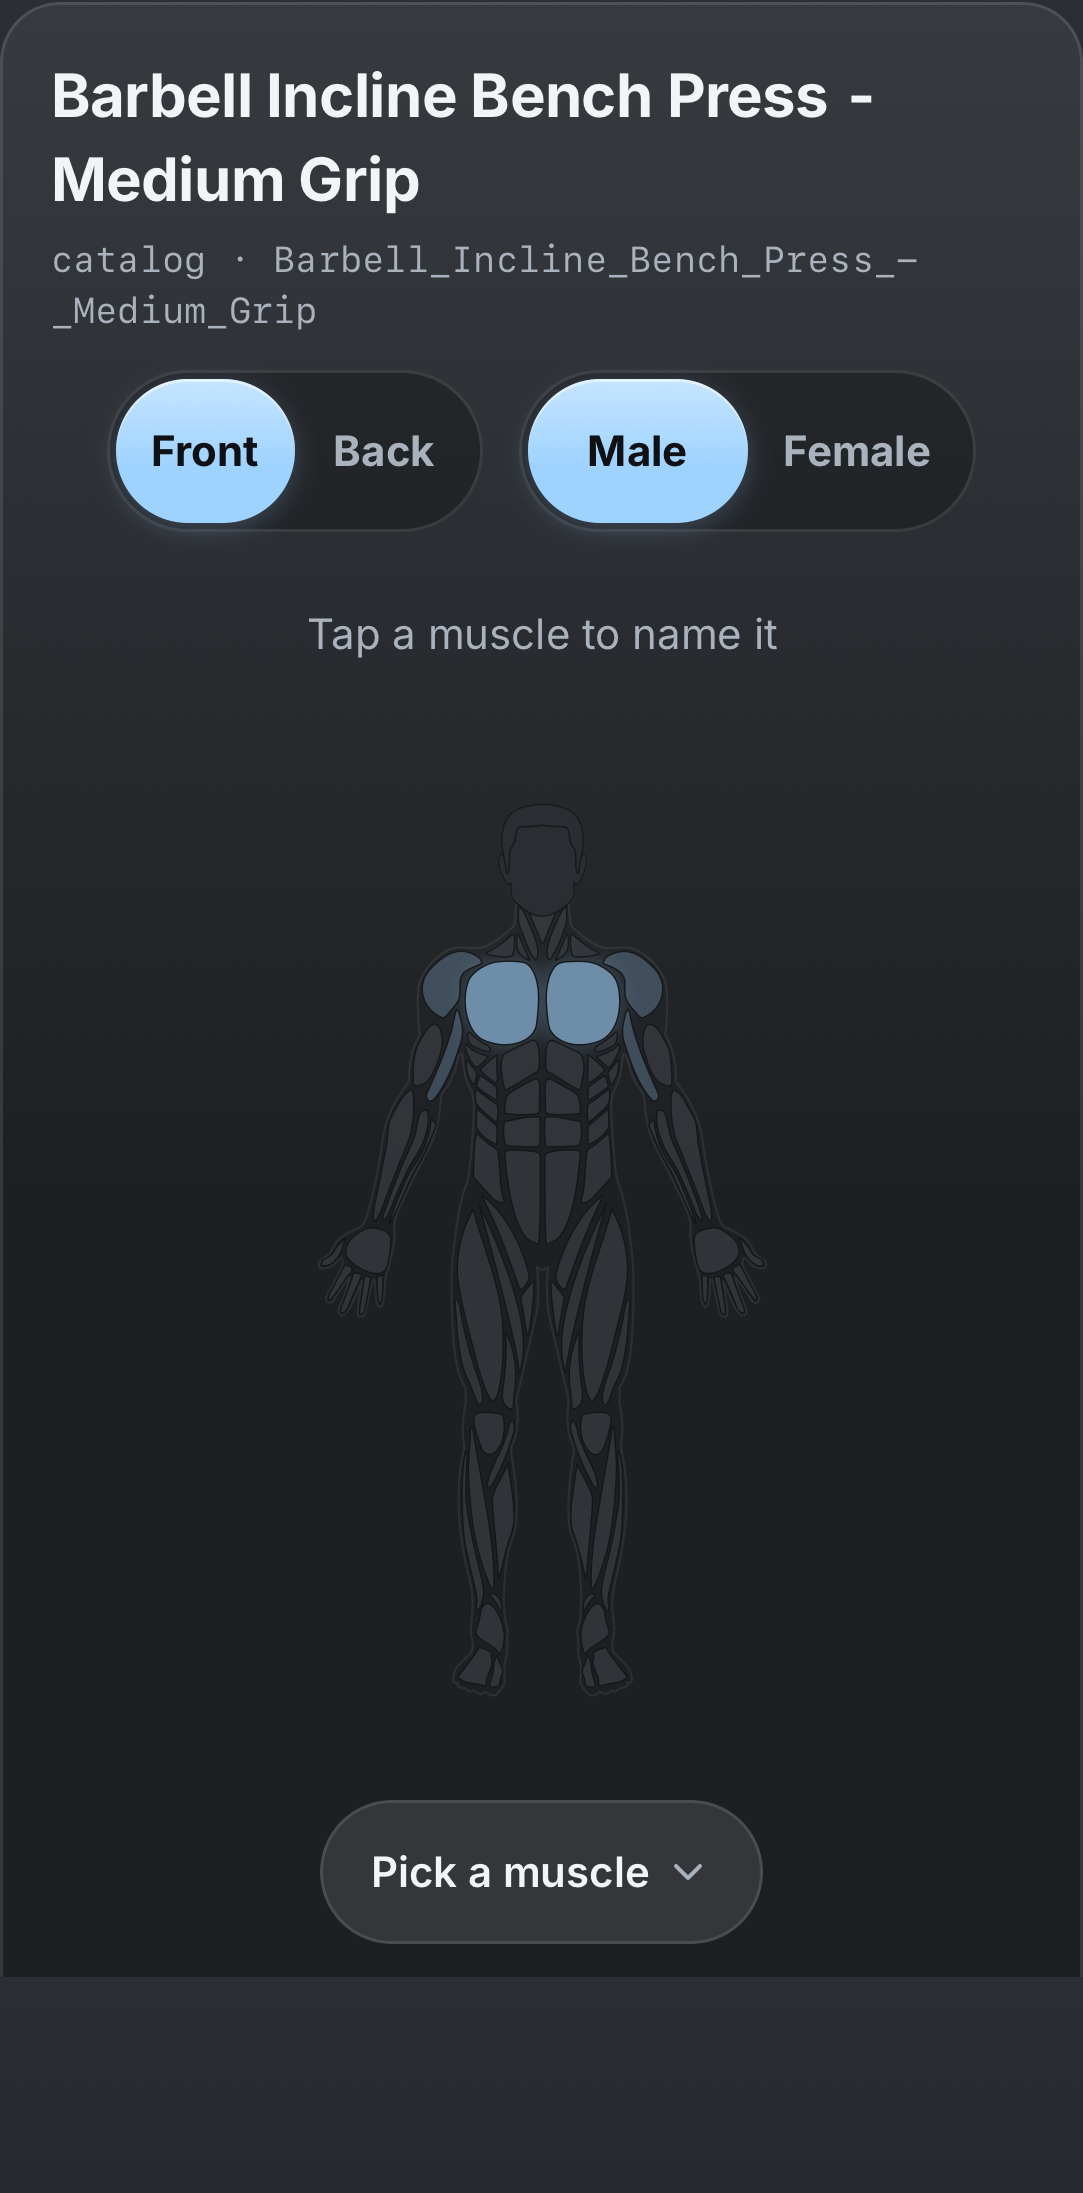 Barbell Incline Bench Press -
Medium Grip
catalog · Barbell_Incline_Bench_Press_-
_Medium_Grip
Front Back Male Female
Tap a muscle to name it
Pick a muscle